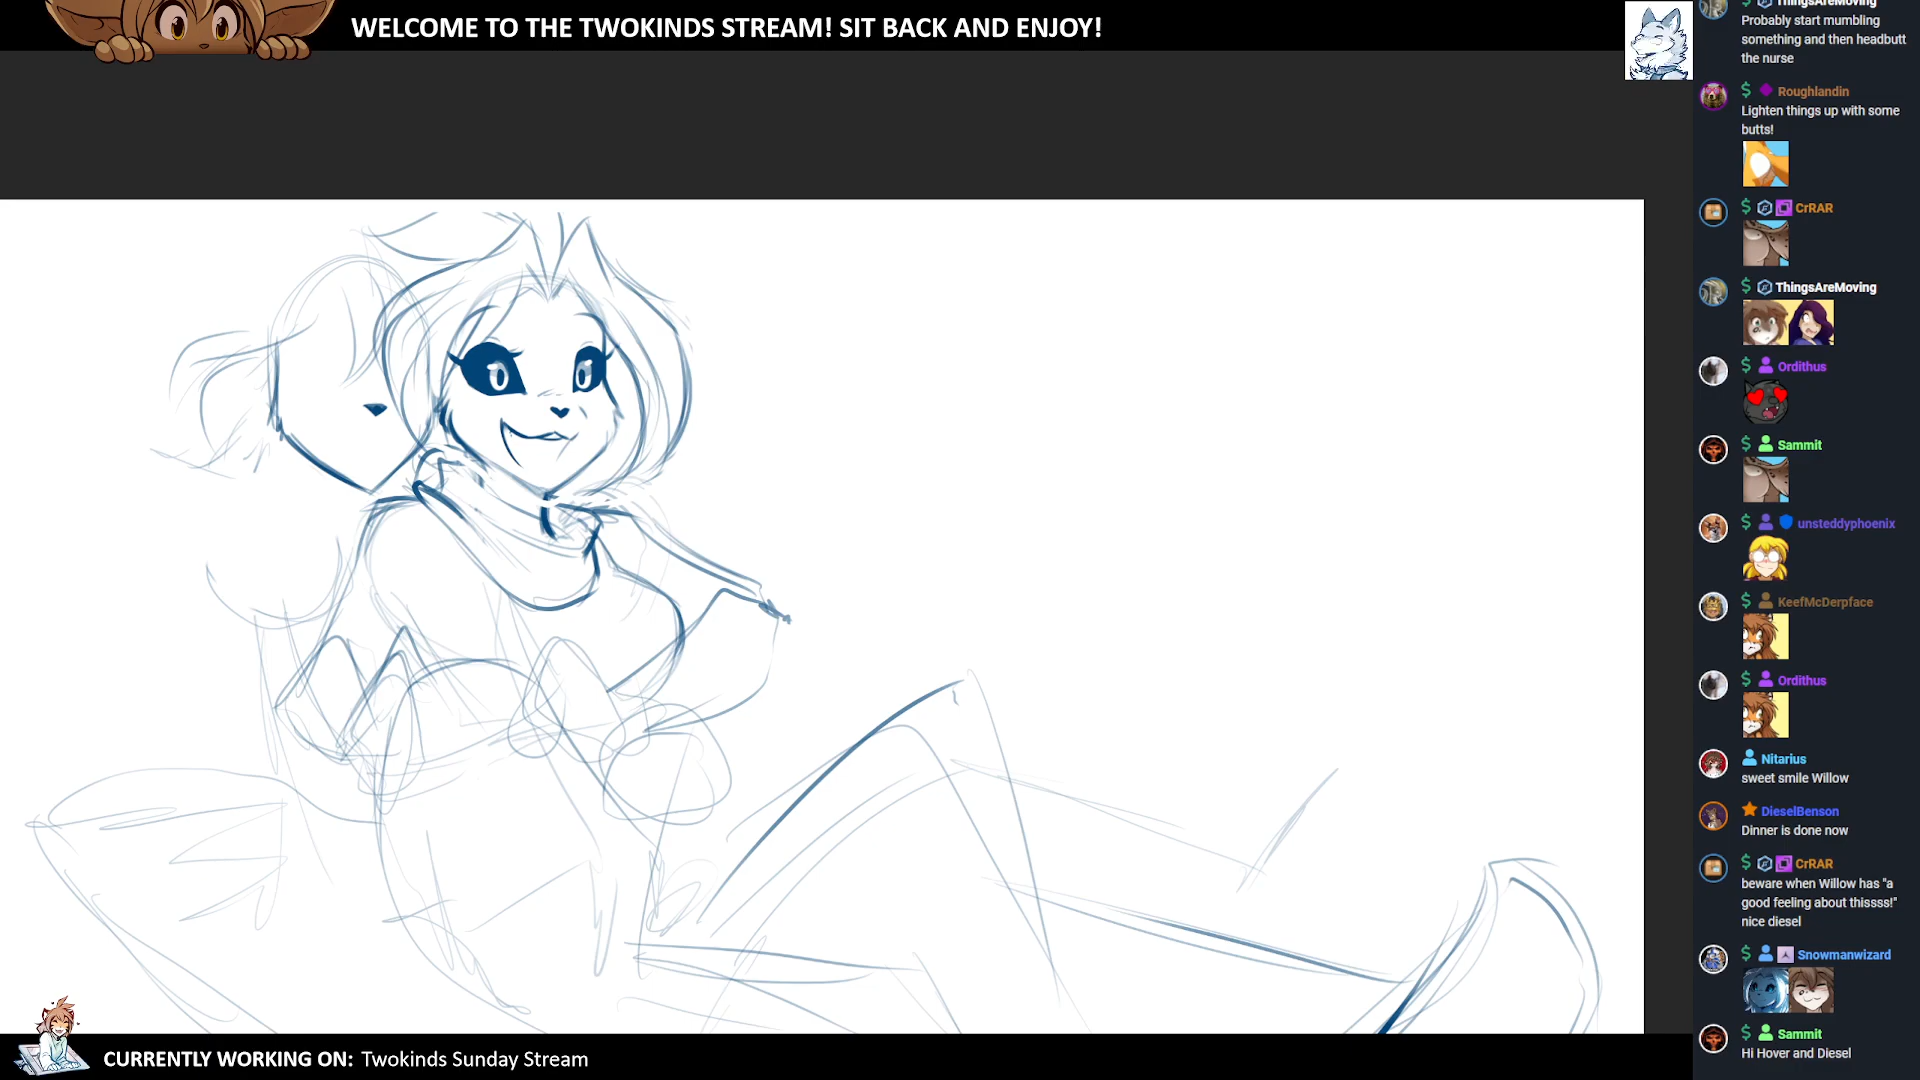 WELCOME TO THE TWOKINDS STREAM! SIT BACK AND ENJOY!
ThingsAreMoving
Probably start mumbling
something and then headbutt
the nurse
Roughlandin
Lighten things up with some
butts!
CrRAR
ThingsAreMoving
Ordithus
Sammit
unsteddyphoenix
KeefMcDerpface
Ordithus
Nitarius
sweet smile Willow
DieselBenson
Dinner is done now
CrRAR
beware when Willow has "a
good feeling about thissss!"
nice diesel
Snowmanwizard
Sammit
Hi Hover and Diesel
CURRENTLY WORKING ON: Twokinds Sunday Stream